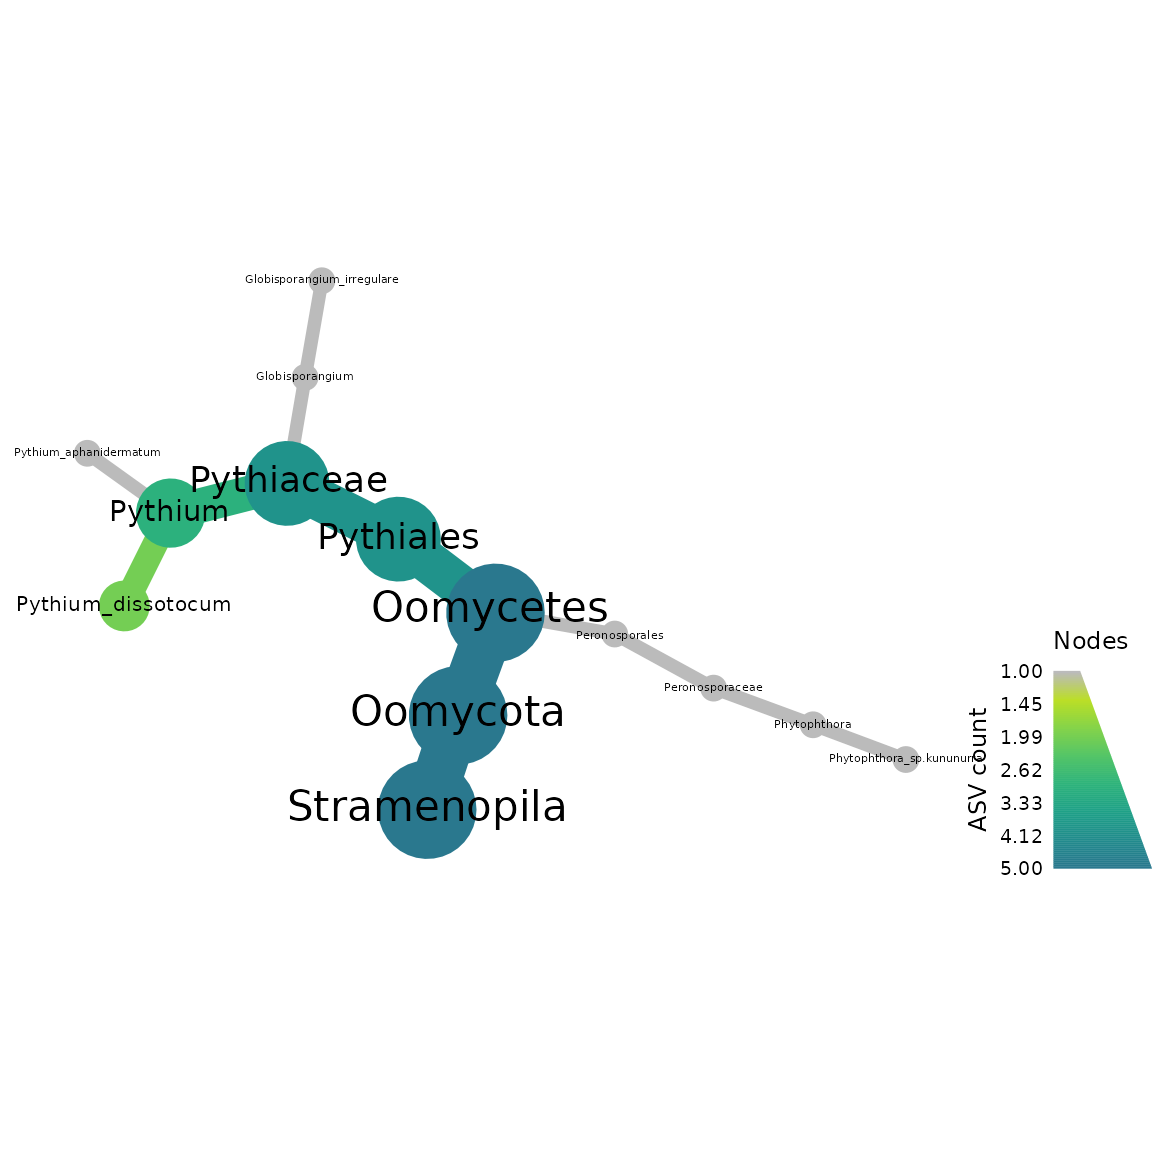 Globisporangium_irregulare
Globisporangium
Pythium_aphanidermatum
Pythiaceae
Pythium
Pythiales
Pythium_dissotocum
Oomycetes
Peronosporales
Peronosporaceae
Oomycota
Phytophthora
Phytophthora_sp.kununurra
Stramenopila
Nodes
ASV count
1.00
1.45
1.99
2.62
3.33
4.12
5.00